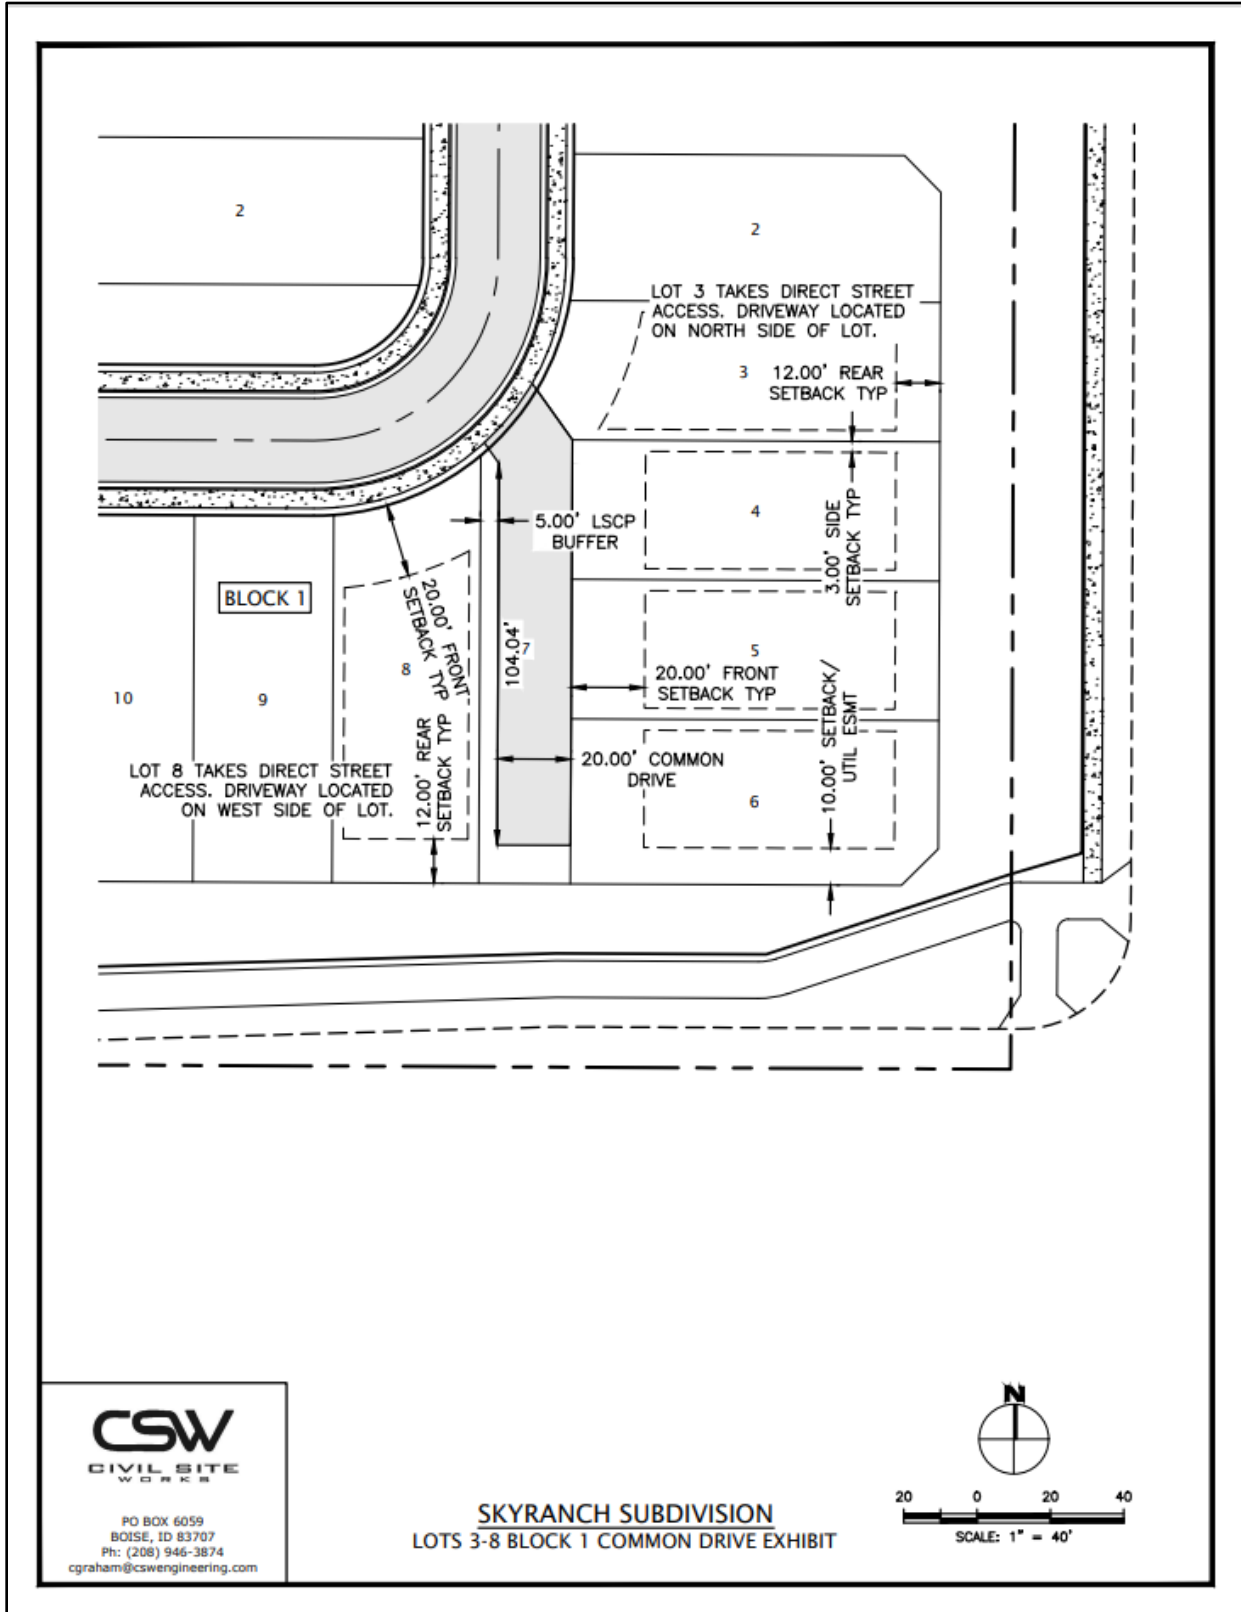 2
2
LOT 3 TAKES DIRECT STREET
ACCESS. DRIVEWAY LOCATED
ON NORTH SIDE OF LOT.
3
12.00' REAR
SETBACK TYP
4
3.00' SIDE
SETBACK TYP
5.00' LSCP
BUFFER
BLOCK 1
20.00' FRONT
SETBACK TYP
104.04'
7
8
5
20.00' FRONT
SETBACK TYP
10
9
10.00' SETBACK/
UTIL ESMT
12.00' REAR
SETBACK TYP
20.00' COMMON
DRIVE
LOT 8 TAKES DIRECT STREET
ACCESS. DRIVEWAY LOCATED
ON WEST SIDE OF LOT.
6
CSW
CIVIL SITE
WORKS
PO BOX 6059
BOISE, ID 83707
Ph: (208) 946-3874
cgraham@cswengineering.com
SKYRANCH SUBDIVISION
LOTS 3-8 BLOCK 1 COMMON DRIVE EXHIBIT
N
20 0 20 40
SCALE: 1" = 40'